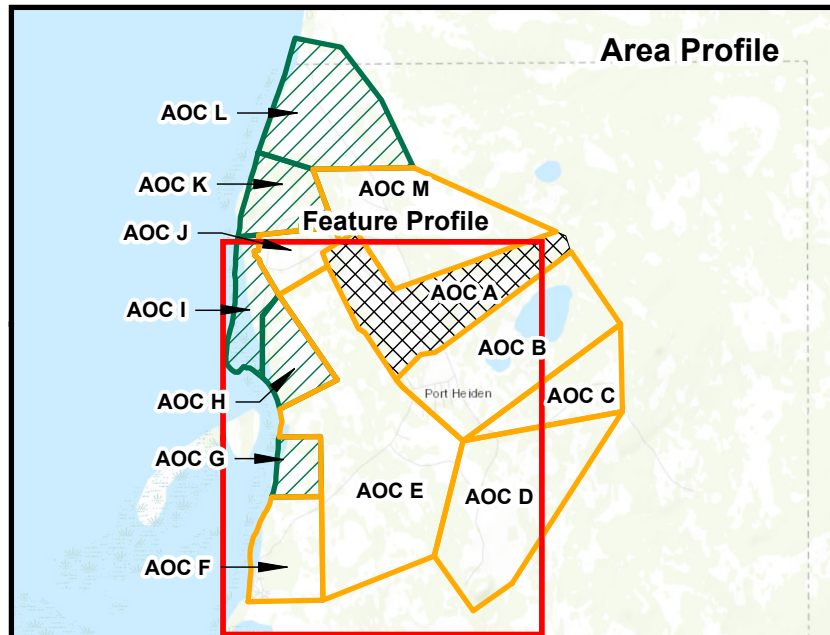 Area Profile
AOC L
AOC K
AOC M
Feature Profile
AOC J
AOC A
AOC I
AOC B
Port Heiden
AOC C
AOC H
AOC G
AOC E
AOC D
AOC F